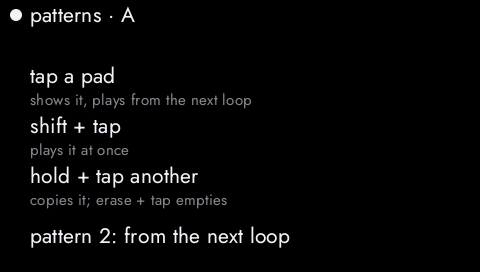 patterns · A
tap a pad
shows it, plays from the next loop
shift + tap
plays it at once
hold + tap another
copies it; erase + tap empties
pattern 2: from the next loop